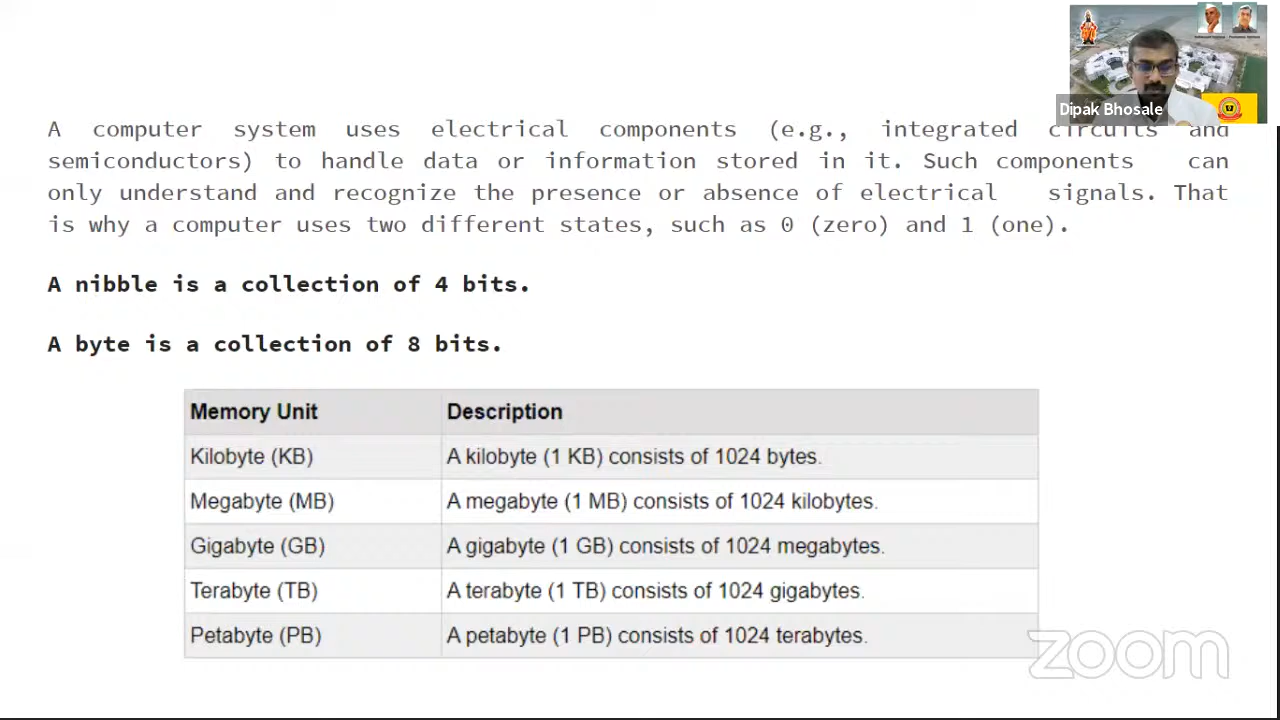 Dipak Bhosale
A computer system uses electrical components (e.g., integrated circuits and
semiconductors) to handle data or information stored in it. Such components can
only understand and recognize the presence or absence of electrical signals. That
is why a computer uses two different states, such as 0 (zero) and 1 (one).
A nibble is a collection of 4 bits.
A byte is a collection of 8 bits.
Memory Unit Description
Kilobyte (KB) A kilobyte (1 KB) consists of 1024 bytes.
Megabyte (MB) A megabyte (1 MB) consists of 1024 kilobytes.
Gigabyte (GB) A gigabyte (1 GB) consists of 1024 megabytes.
Terabyte (TB) A terabyte (1 TB) consists of 1024 gigabytes.
Petabyte (PB) A petabyte (1 PB) consists of 1024 terabytes.
zoom